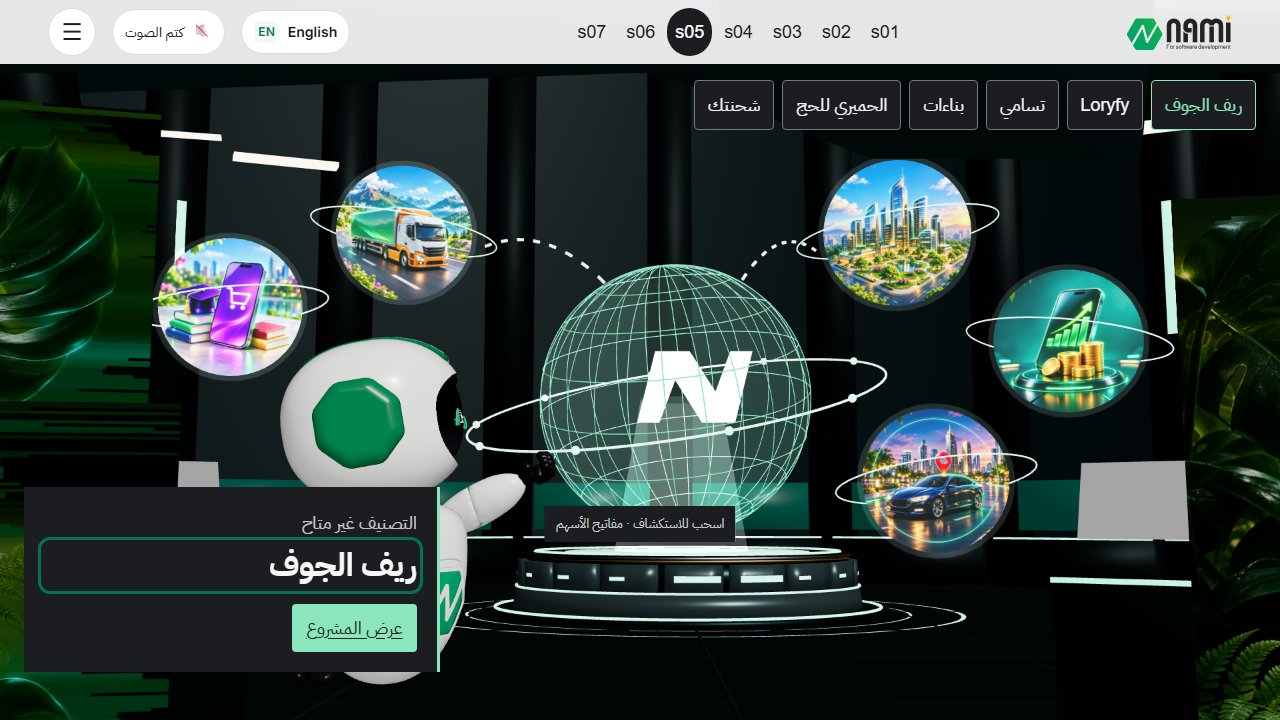 NAMi
For software development
s01
s02
s03
s04
s05
s06
s07
English EN
كتم الصوت
ريف الجوف
Loryfy
تسامي
بناءات
الحميري للحج
شحنتك
اسحب للاستكشاف · مفاتيح الأسهم
التصنيف غير متاح
ريف الجوف
عرض المشروع